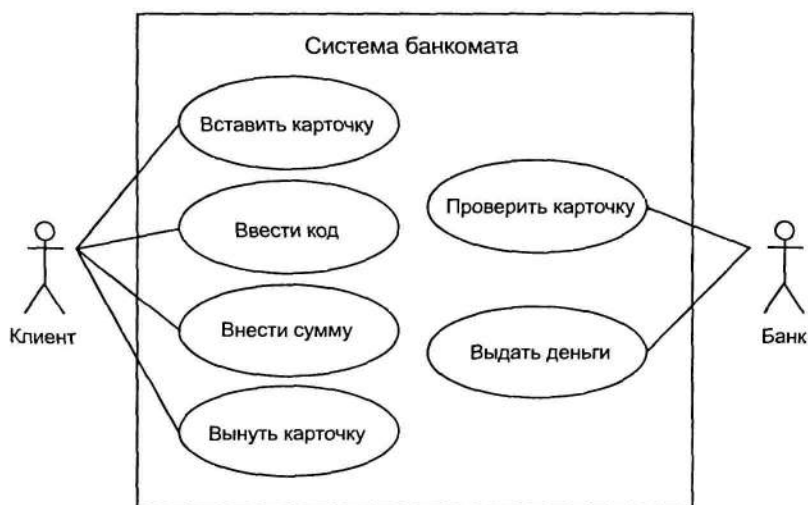 Система банкомата
Вставить карточку
Ввести код
Внести сумму
Вынуть карточку
Проверить карточку
Выдать деньги
Клиент
Банк